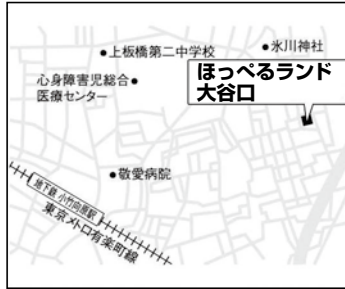 ●上板橋第二中学校
●氷川神社
心身障害児総合●
医療センター
ほっぺるランド
大谷口
●敬愛病院
地下鉄 小竹向原駅
東京メトロ有楽町線